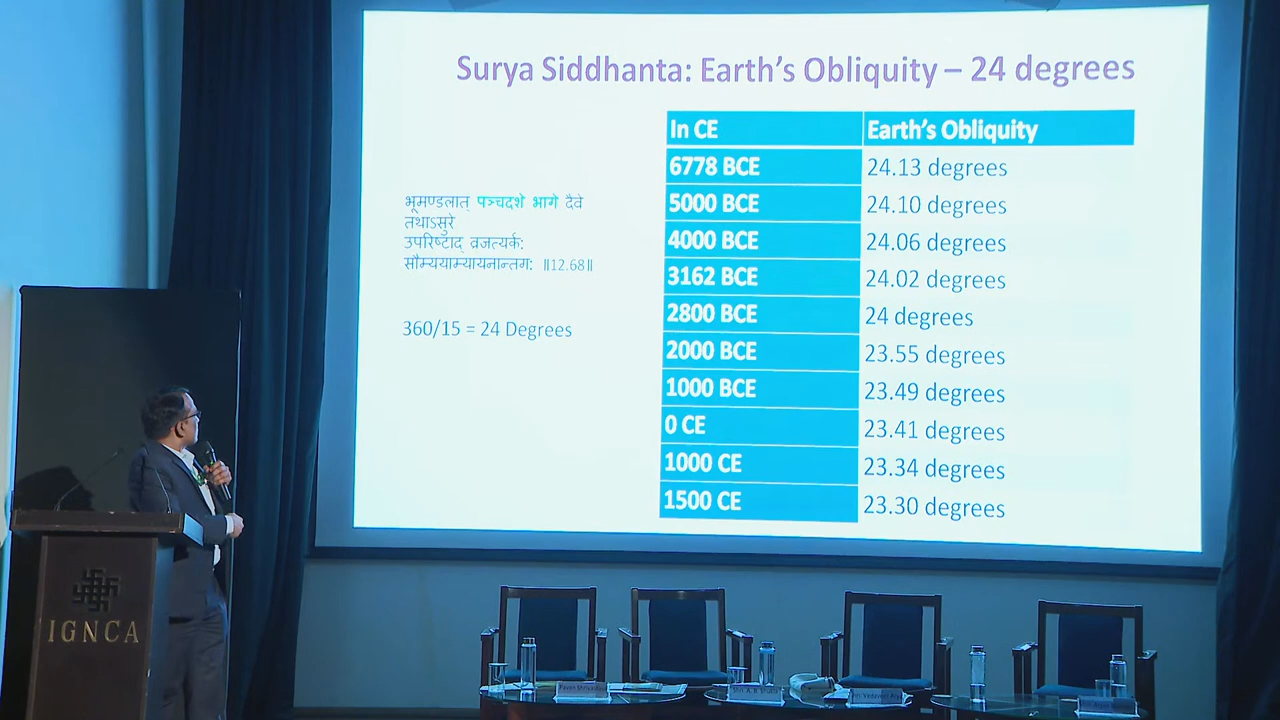 Surya Siddhanta: Earth's Obliquity – 24 degrees
भूमण्डलात् पञ्चदशे भागे दैवे
तथाऽसुरे
उपरिष्टाद् व्रजत्यर्क:
सौम्ययाम्यायनान्तग: ॥12.68॥
360/15 = 24 Degrees
In CE Earth's Obliquity
6778 BCE 24.13 degrees
5000 BCE 24.10 degrees
4000 BCE 24.06 degrees
3162 BCE 24.02 degrees
2800 BCE 24 degrees
2000 BCE 23.55 degrees
1000 BCE 23.49 degrees
0 CE 23.41 degrees
1000 CE 23.34 degrees
1500 CE 23.30 degrees
IGNCA